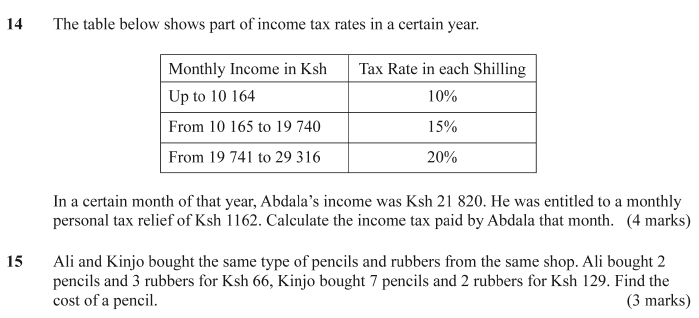 14 The table below shows part of income tax rates in a certain year.
Monthly Income in Ksh Tax Rate in each Shilling
Up to 10 164 10%
From 10 165 to 19 740 15%
From 19 741 to 29 316 20%
In a certain month of that year, Abdala's income was Ksh 21 820. He was entitled to a monthly
personal tax relief of Ksh 1162. Calculate the income tax paid by Abdala that month. (4 marks)
15 Ali and Kinjo bought the same type of pencils and rubbers from the same shop. Ali bought 2
pencils and 3 rubbers for Ksh 66, Kinjo bought 7 pencils and 2 rubbers for Ksh 129. Find the
cost of a pencil. (3 marks)